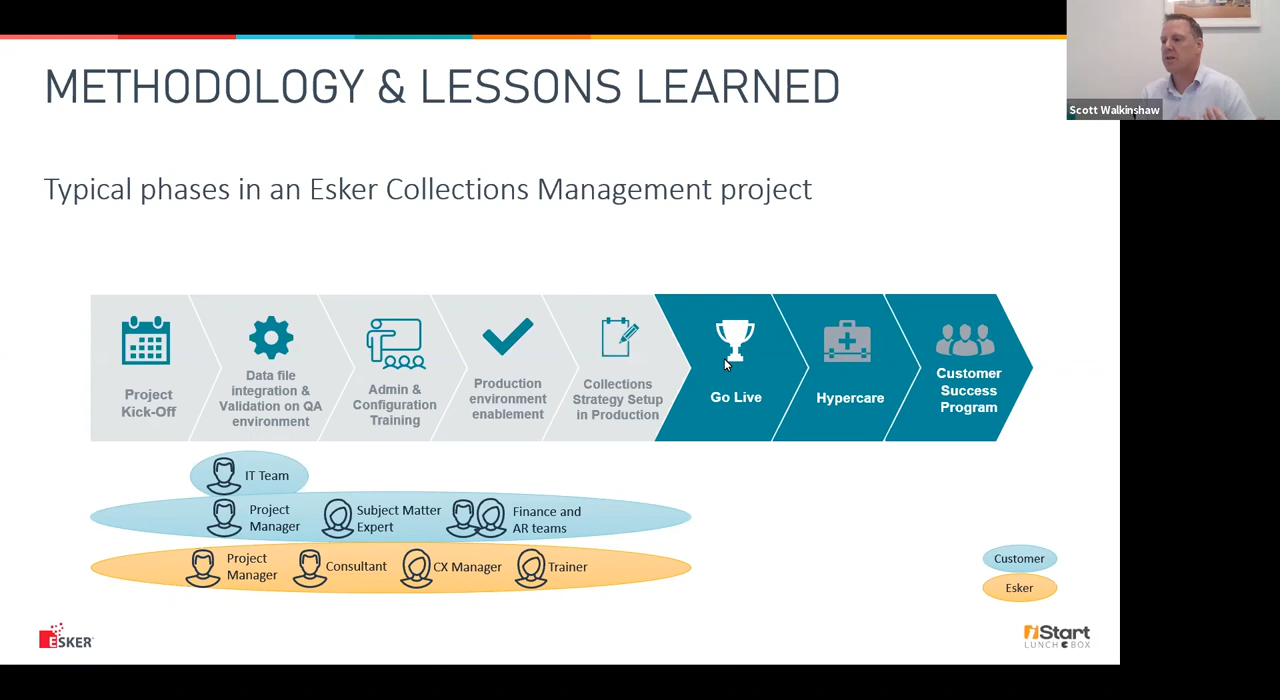 METHODOLOGY & LESSONS LEARNED
Scott Walkinshaw
Typical phases in an Esker Collections Management project
Project
Kick-Off
Data file
integration &
Validation on QA
environment
Admin &
Configuration
Training
Production
environment
enablement
Collections
Strategy Setup
in Production
Go Live
Hypercare
Customer
Success
Program
IT Team
Project
Manager
Subject Matter
Expert
Finance and
AR teams
Project
Manager
Consultant
CX Manager
Trainer
Customer
Esker
ESKER
iStart
LUNCH BOX